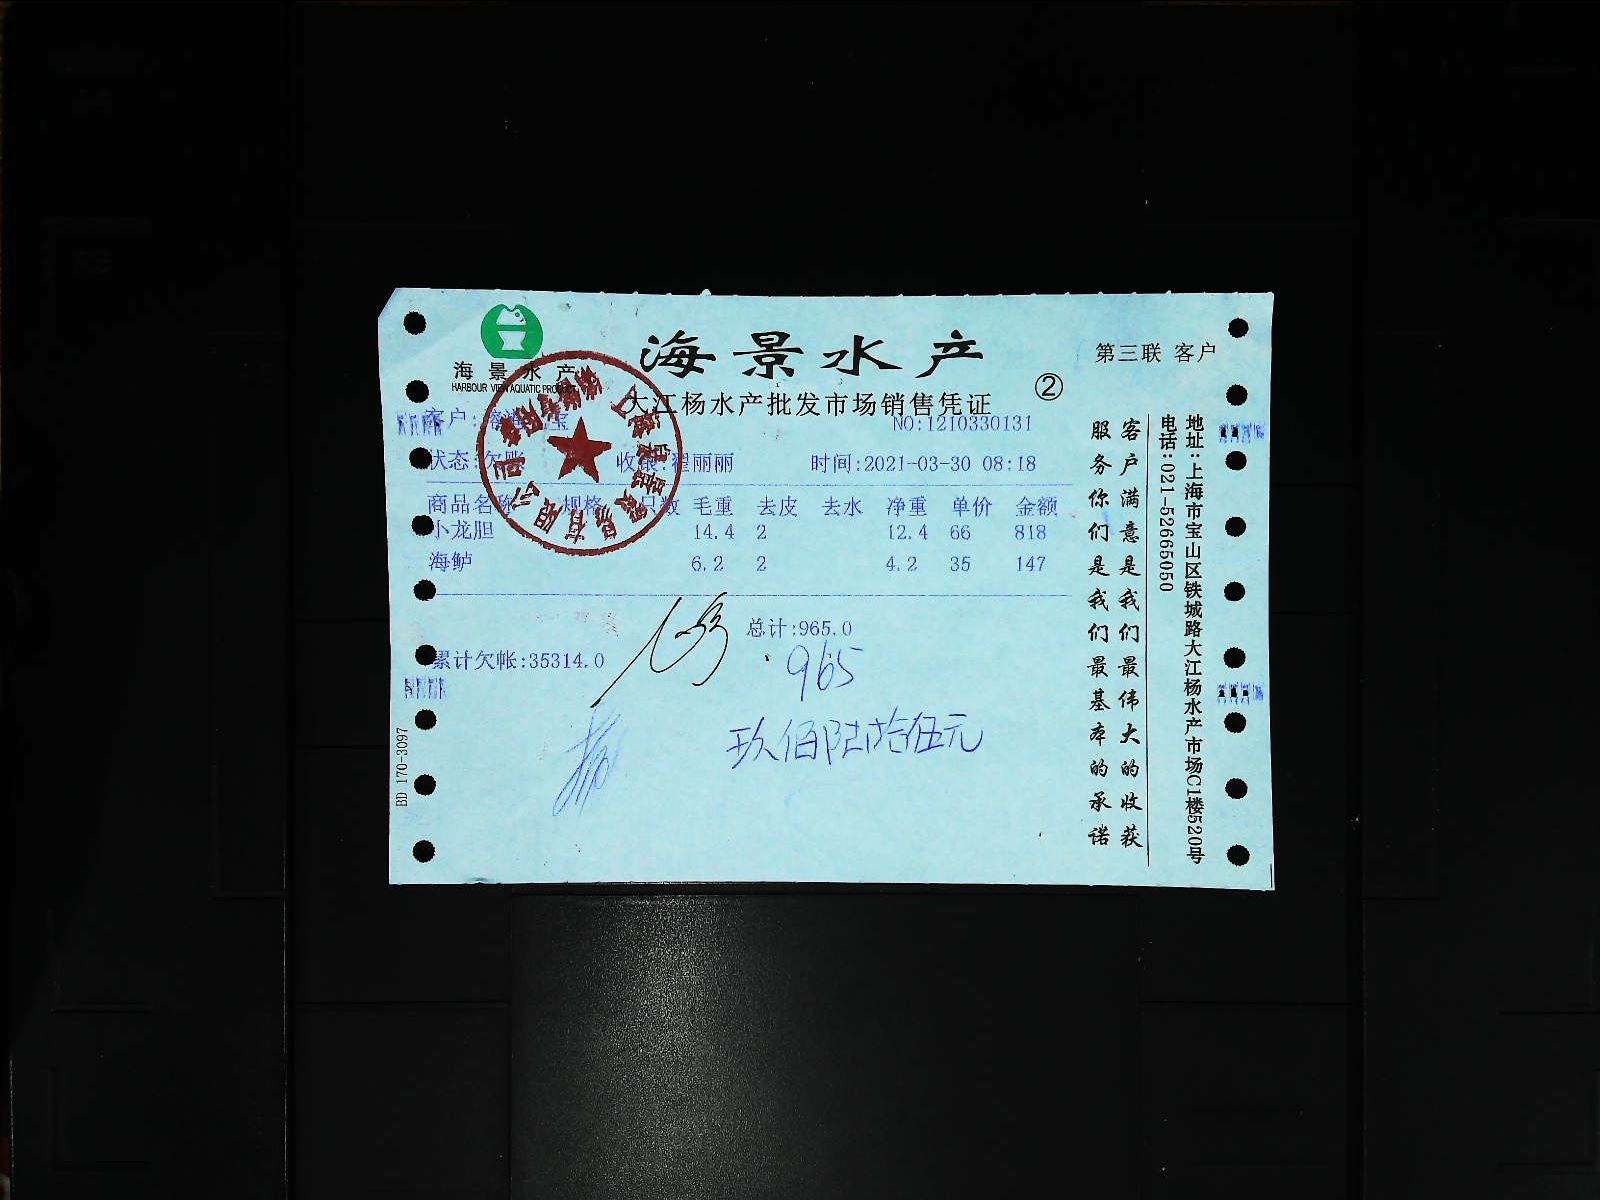 海景水产
HARBOUR VIEW AQUATIC PRODUCT
海景水产
大江杨水产批发市场销售凭证
②
第三联 客户
客户:
NO:1210330131
状态:欠账 收银:翟丽丽 时间:2021-03-30 08:18
商品名称 规格 只数 毛重 去皮 去水 净重 单价 金额
小龙胆 14.4 2 12.4 66 818
海鲈 6.2 2 4.2 35 147
总计:965.0
累计欠帐:35314.0
965
玖佰陆拾伍元
客户满意是我们最伟大的收获
服务你们是我们最基本的承诺
地址:上海市宝山区铁城路大江杨水产市场C1楼520号
电话:021-52665050
BD 170-3097